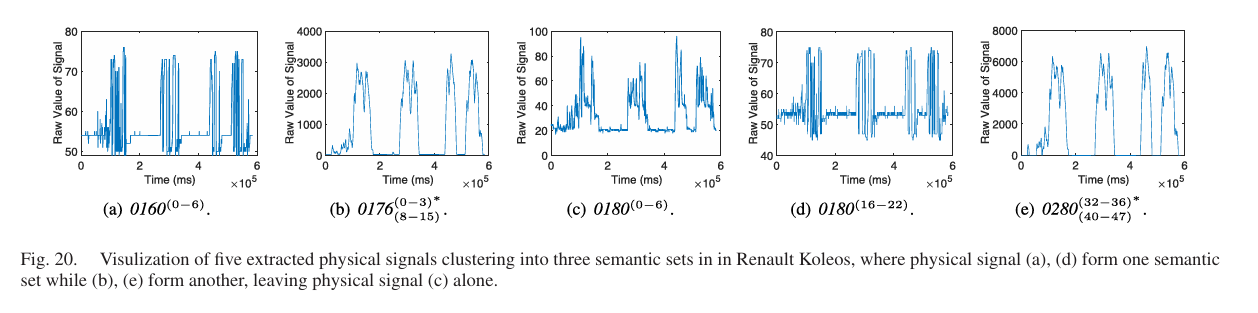 80
70
60
50
Raw Value of Signal
0 2 4 6
Time (ms) ×10^5
(a) 0160^(0−6).
4000
3000
2000
1000
0
Raw Value of Signal
0 2 4 6
Time (ms) ×10^5
(b) 0176^(0−3)*_(8−15).
100
80
60
40
20
0
Raw Value of Signal
0 2 4 6
Time (ms) ×10^5
(c) 0180^(0−6).
80
70
60
50
40
Raw Value of Signal
0 2 4 6
Time (ms) ×10^5
(d) 0180^(16−22).
8000
6000
4000
2000
0
Raw Value of Signal
0 2 4 6
Time (ms) ×10^5
(e) 0280^(32−36)*_(40−47).
Fig. 20. Visulization of five extracted physical signals clustering into three semantic sets in in Renault Koleos, where physical signal (a), (d) form one semantic
set while (b), (e) form another, leaving physical signal (c) alone.